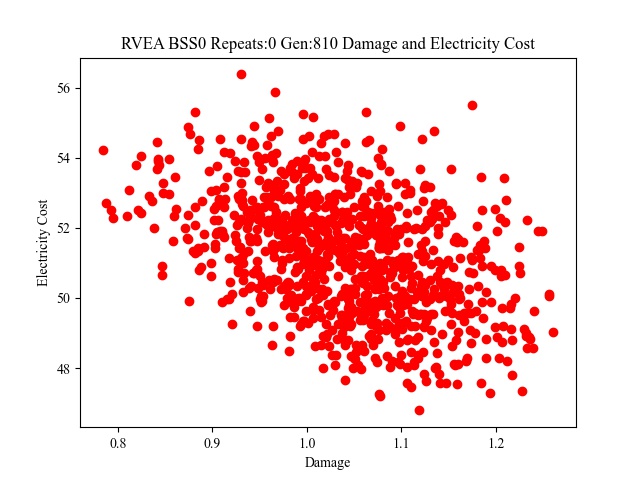 RVEA BSS0 Repeats:0 Gen:810 Damage and Electricity Cost
56
54
52
50
48
Electricity Cost
0.8 0.9 1.0 1.1 1.2
Damage